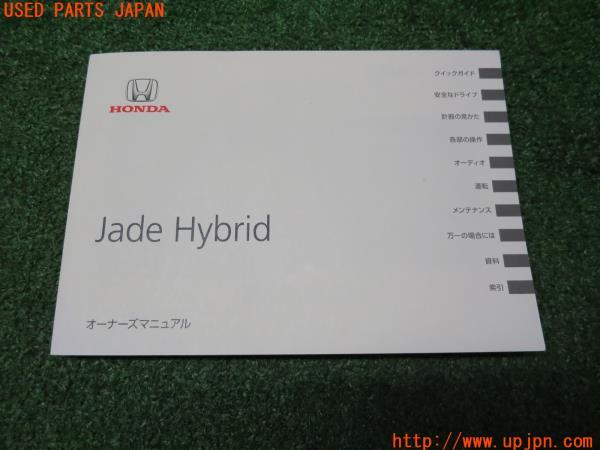 USED PARTS JAPAN
HONDA
Jade Hybrid
オーナーズマニュアル
クイックガイド
安全なドライブ
計器の見かた
各部の操作
オーディオ
運転
メンテナンス
万一の場合には
資料
索引
http://www.upjpn.com/